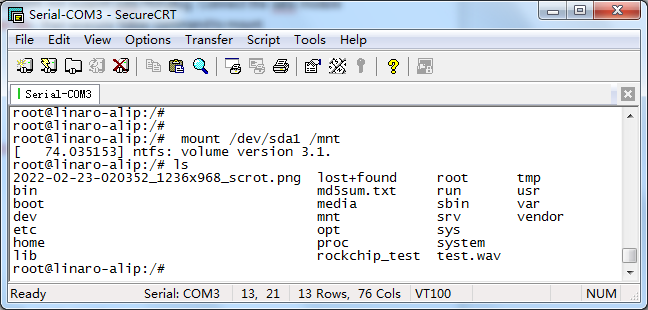 Serial-COM3 - SecureCRT
File Edit View Options Transfer Script Tools Help
Serial-COM3
root@linaro-alip:/#
root@linaro-alip:/#
root@linaro-alip:/#  mount /dev/sda1 /mnt
[   74.035153] ntfs: volume version 3.1.
root@linaro-alip:/# ls
2022-02-23-020352_1236x968_scrot.png  lost+found     root    tmp
bin                                   md5sum.txt     run     usr
boot                                  media          sbin    var
dev                                   mnt            srv     vendor
etc                                   opt            sys
home                                  proc           system
lib                                   rockchip_test  test.wav
root@linaro-alip:/#
Ready Serial: COM3 13, 21 13 Rows, 76 Cols VT100 NUM